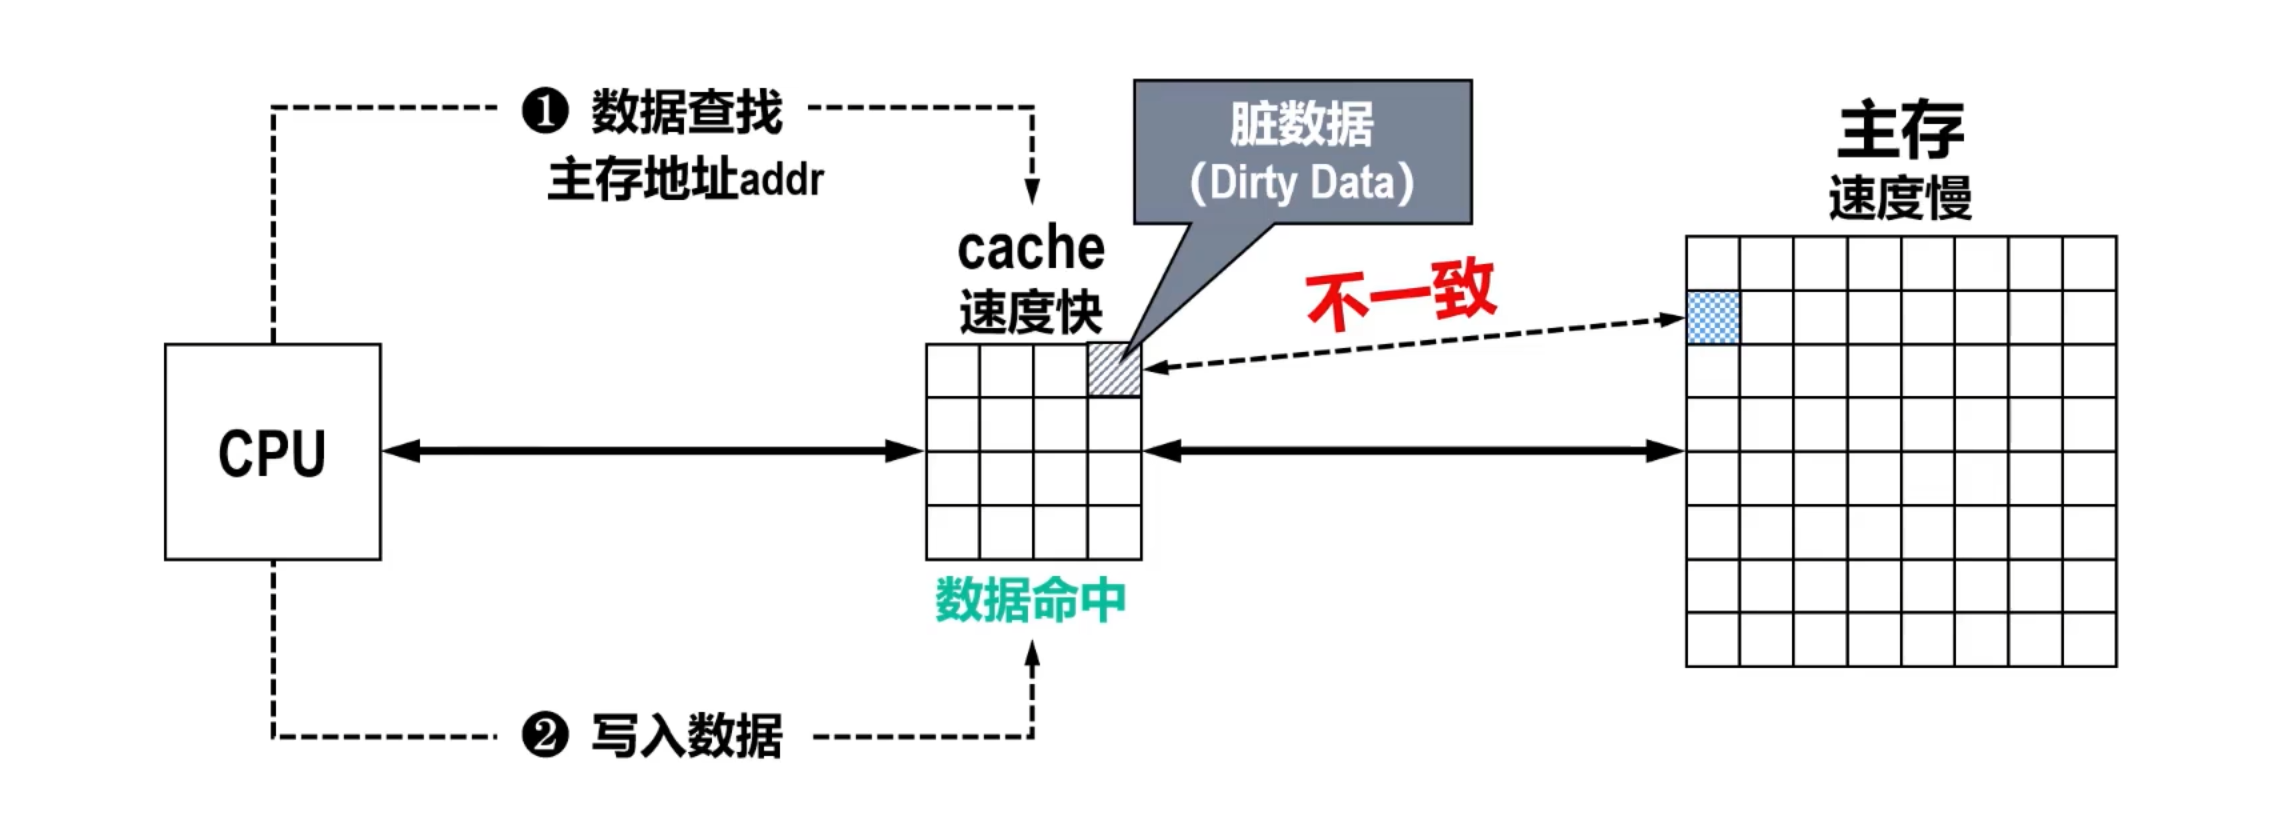 ❶ 数据查找
主存地址addr
脏数据
(Dirty Data)
主存
速度慢
cache
速度快
不一致
CPU
数据命中
❷ 写入数据